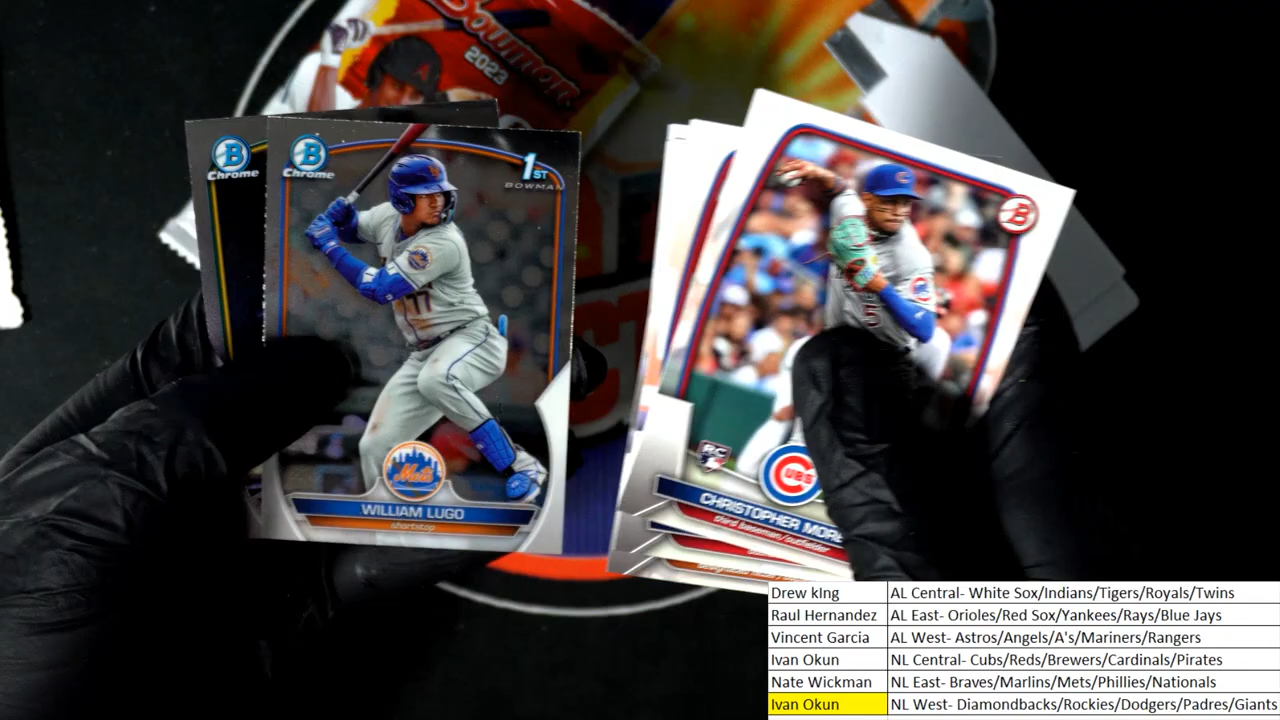 Bowman
2023
B
Chrome
B
Chrome
1ST
BOWMAN
77
Mets
WILLIAM LUGO
shortstop
B
5
RC
CUBS
CHRISTOPHER MORE
third baseman/outfielder
Drew kIng AL Central- White Sox/Indians/Tigers/Royals/Twins
Raul Hernandez AL East- Orioles/Red Sox/Yankees/Rays/Blue Jays
Vincent Garcia AL West- Astros/Angels/A's/Mariners/Rangers
Ivan Okun NL Central- Cubs/Reds/Brewers/Cardinals/Pirates
Nate Wickman NL East- Braves/Marlins/Mets/Phillies/Nationals
Ivan Okun NL West- Diamondbacks/Rockies/Dodgers/Padres/Giants